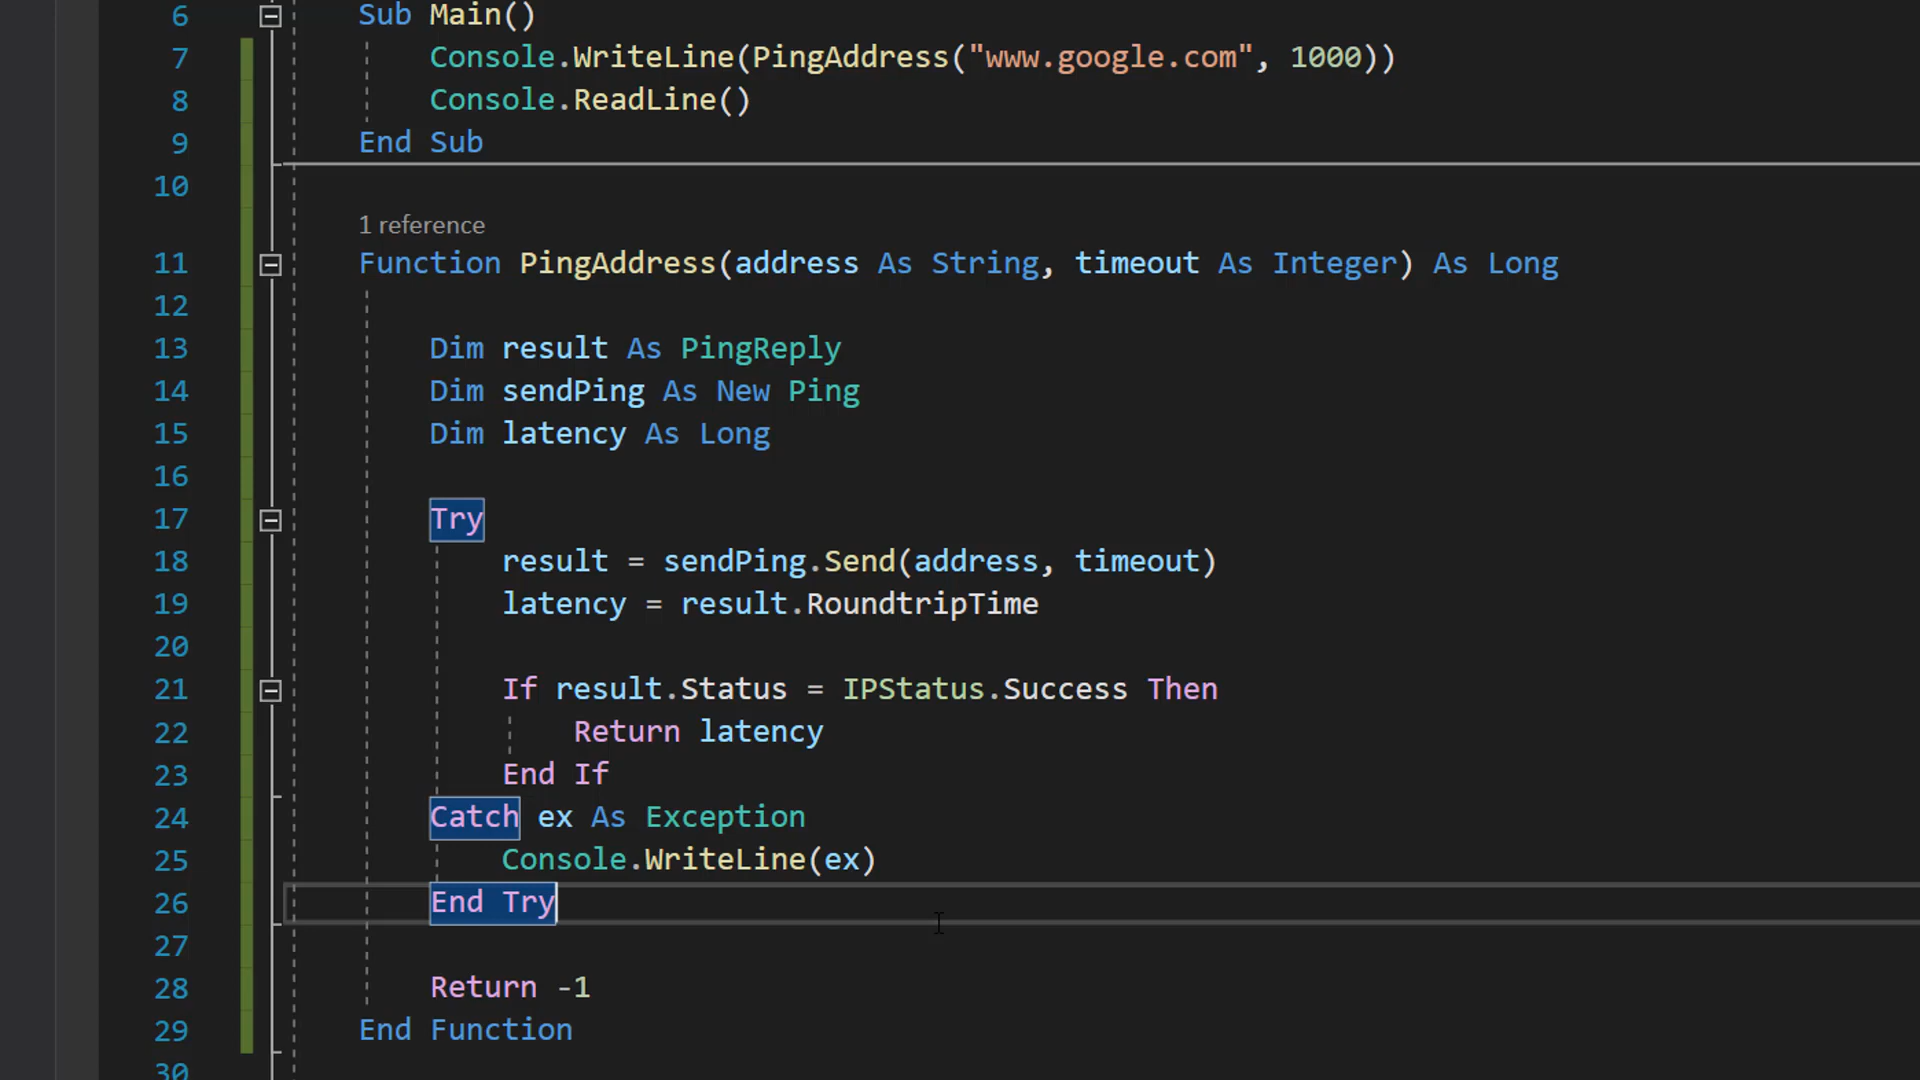 6 Sub Main()
7 Console.WriteLine(PingAddress("www.google.com", 1000))
8 Console.ReadLine()
9 End Sub
10
1 reference
11 Function PingAddress(address As String, timeout As Integer) As Long
12
13 Dim result As PingReply
14 Dim sendPing As New Ping
15 Dim latency As Long
16
17 Try
18 result = sendPing.Send(address, timeout)
19 latency = result.RoundtripTime
20
21 If result.Status = IPStatus.Success Then
22 Return latency
23 End If
24 Catch ex As Exception
25 Console.WriteLine(ex)
26 End Try
27
28 Return -1
29 End Function
30